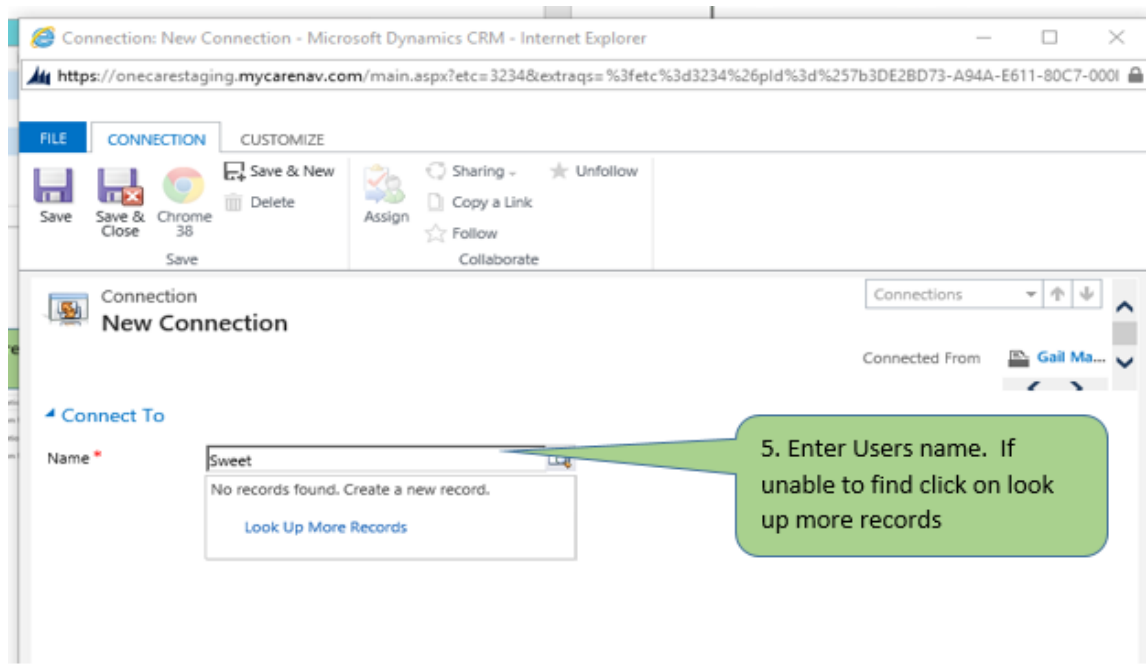 Connection: New Connection - Microsoft Dynamics CRM - Internet Explorer
https://onecarestaging.mycarenav.com/main.aspx?etc=3234&extraqs=%3fetc%3d3234%26pId%3d%257b3DE2BD73-A94A-E611-80C7-000
FILE CONNECTION CUSTOMIZE
Save
Save & Close
Chrome 38
Save & New
Delete
Save
Assign
Sharing
Copy a Link
Follow
Unfollow
Collaborate
Connection
New Connection
Connections
Connected From Gail Ma...
Connect To
Name * Sweet
No records found. Create a new record.
Look Up More Records
5. Enter Users name. If
unable to find click on look
up more records